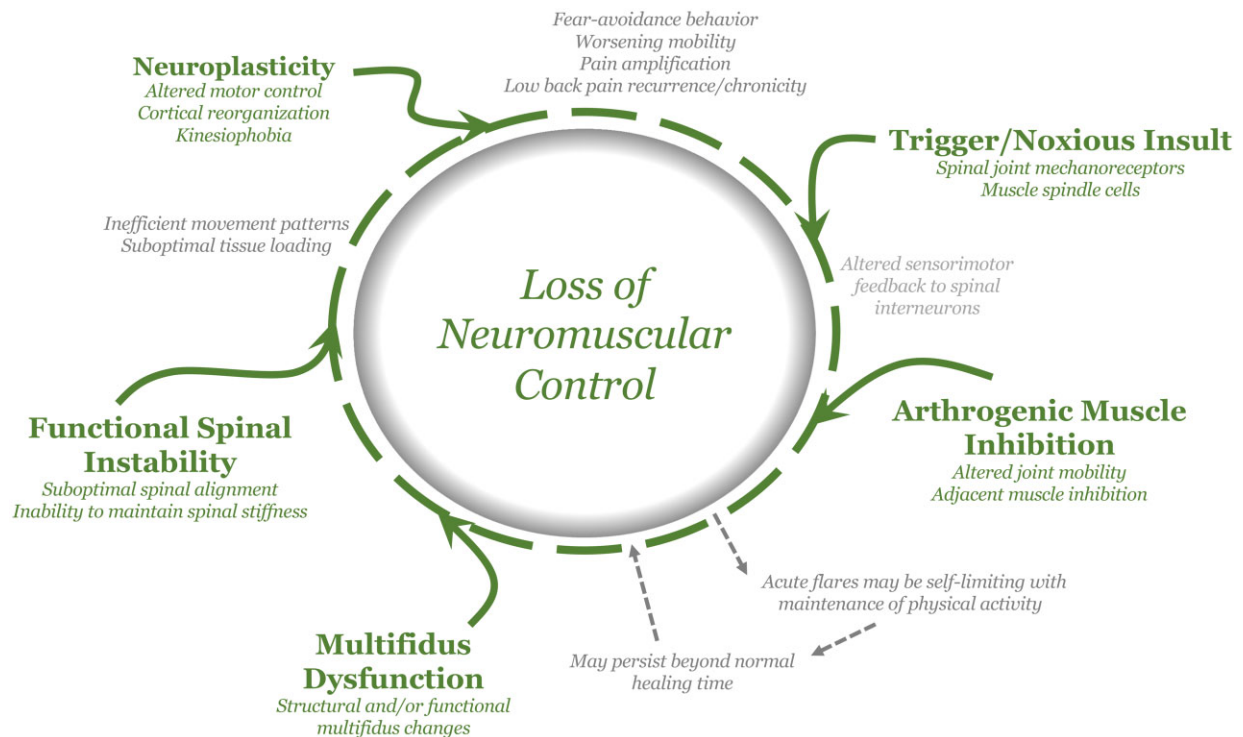 Fear-avoidance behavior
Worsening mobility
Pain amplification
Low back pain recurrence/chronicity
Neuroplasticity
Altered motor control
Cortical reorganization
Kinesiophobia
Trigger/Noxious Insult
Spinal joint mechanoreceptors
Muscle spindle cells
Inefficient movement patterns
Suboptimal tissue loading
Altered sensorimotor
feedback to spinal
interneurons
Loss of
Neuromuscular
Control
Functional Spinal
Instability
Suboptimal spinal alignment
Inability to maintain spinal stiffness
Arthrogenic Muscle
Inhibition
Altered joint mobility
Adjacent muscle inhibition
Acute flares may be self-limiting with
maintenance of physical activity
May persist beyond normal
healing time
Multifidus
Dysfunction
Structural and/or functional
multifidus changes